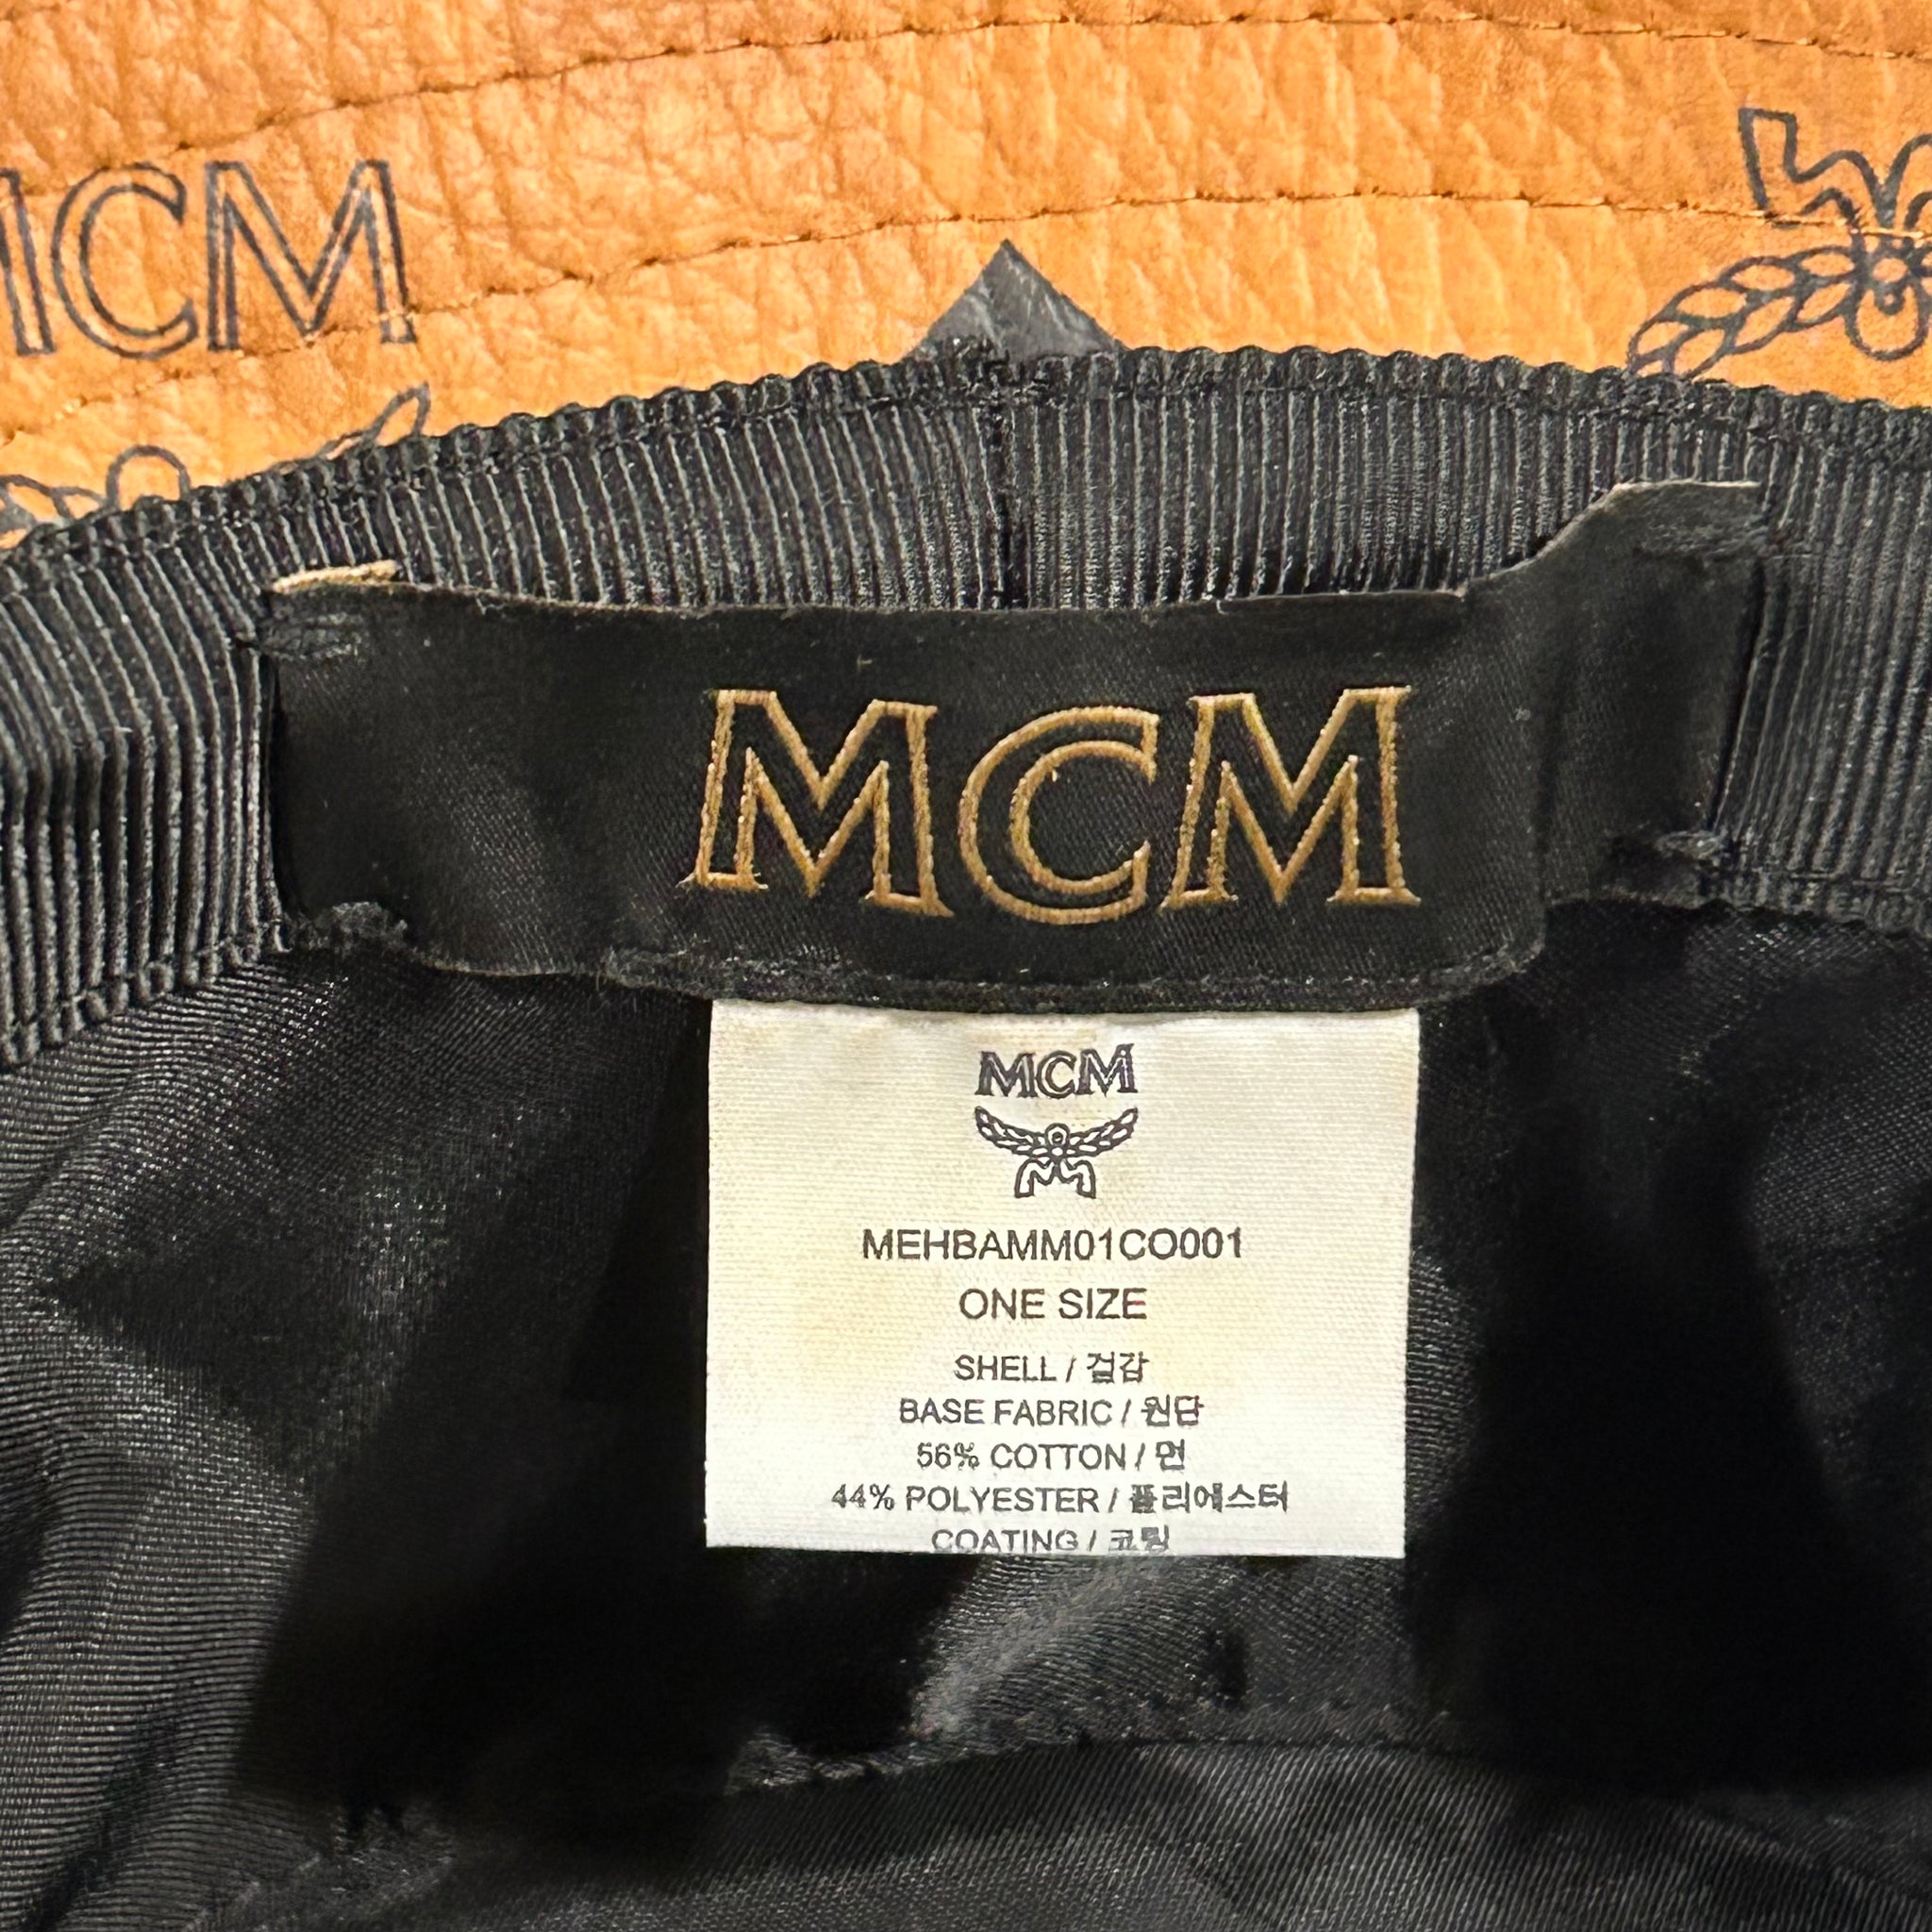 MCM
MCM
MCM
MEHBAMM01CO001
ONE SIZE
SHELL / 겉감
BASE FABRIC / 원단
56% COTTON / 면
44% POLYESTER / 폴리에스터
COATING / 코팅